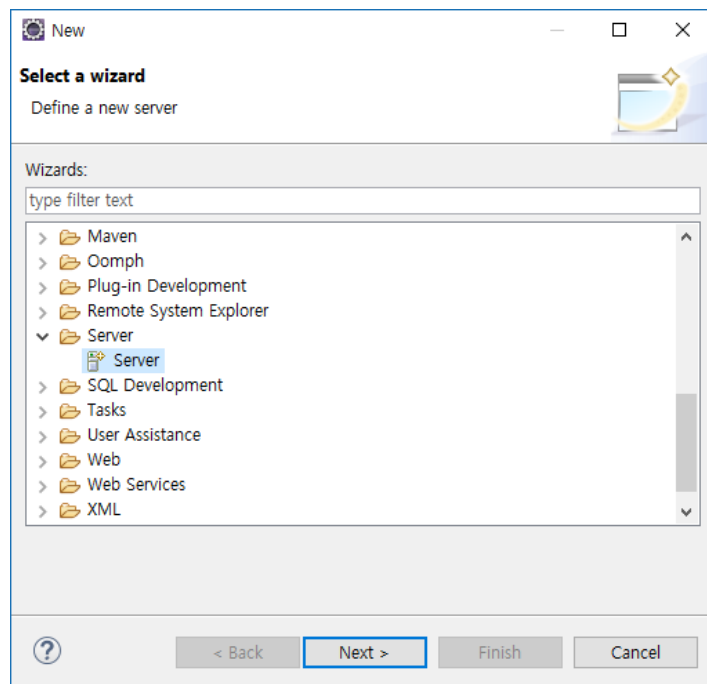 New
Select a wizard
Define a new server
Wizards:
type filter text
Maven
Oomph
Plug-in Development
Remote System Explorer
Server
Server
SQL Development
Tasks
User Assistance
Web
Web Services
XML
?
< Back
Next >
Finish
Cancel